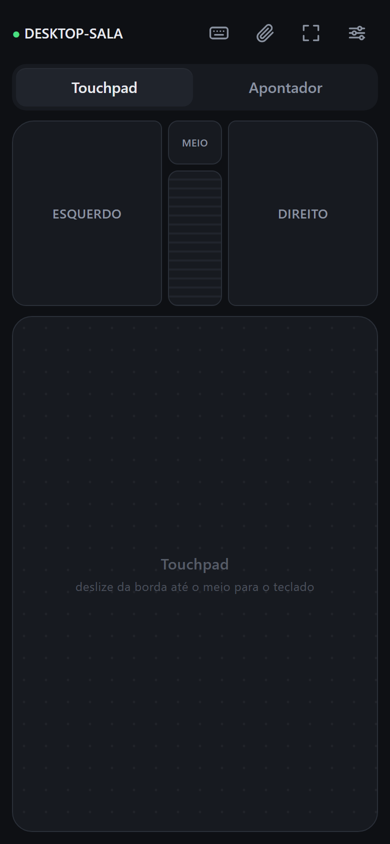 DESKTOP-SALA
Touchpad
Apontador
ESQUERDO
MEIO
DIREITO
Touchpad
deslize da borda até o meio para o teclado